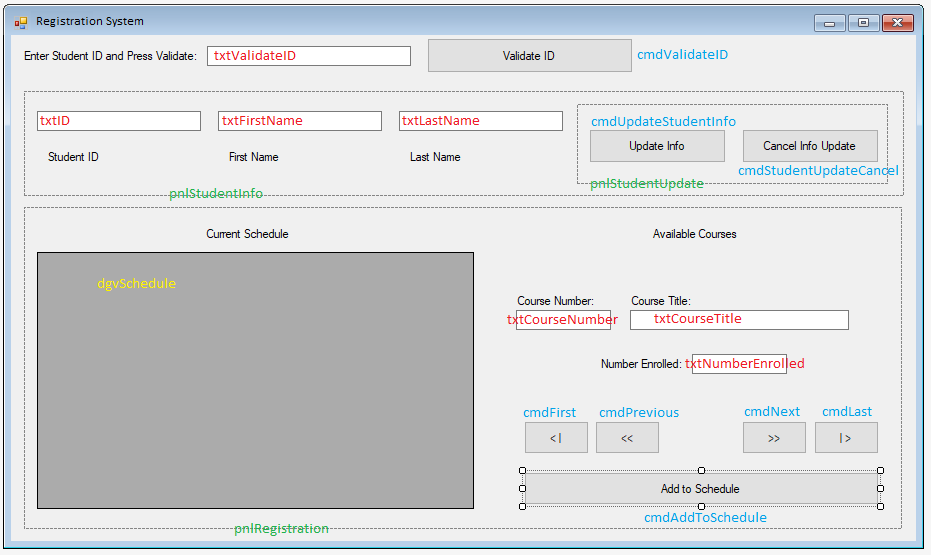 Registration System
Enter Student ID and Press Validate: txtValidateID Validate ID cmdValidateID
txtID txtFirstName txtLastName cmdUpdateStudentInfo
Update Info Cancel Info Update
Student ID First Name Last Name cmdStudentUpdateCancel
pnlStudentInfo pnlStudentUpdate
Current Schedule Available Courses
dgvSchedule
Course Number: Course Title:
txtCourseNumber txtCourseTitle
Number Enrolled: txtNumberEnrolled
cmdFirst cmdPrevious cmdNext cmdLast
<| << >> |>
Add to Schedule
cmdAddToSchedule
pnlRegistration